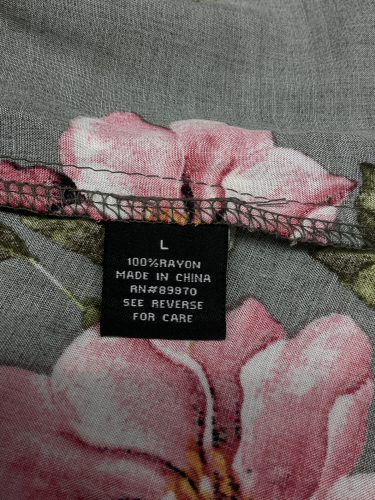 L
100%RAYON
MADE IN CHINA
RN#89970
SEE REVERSE
FOR CARE